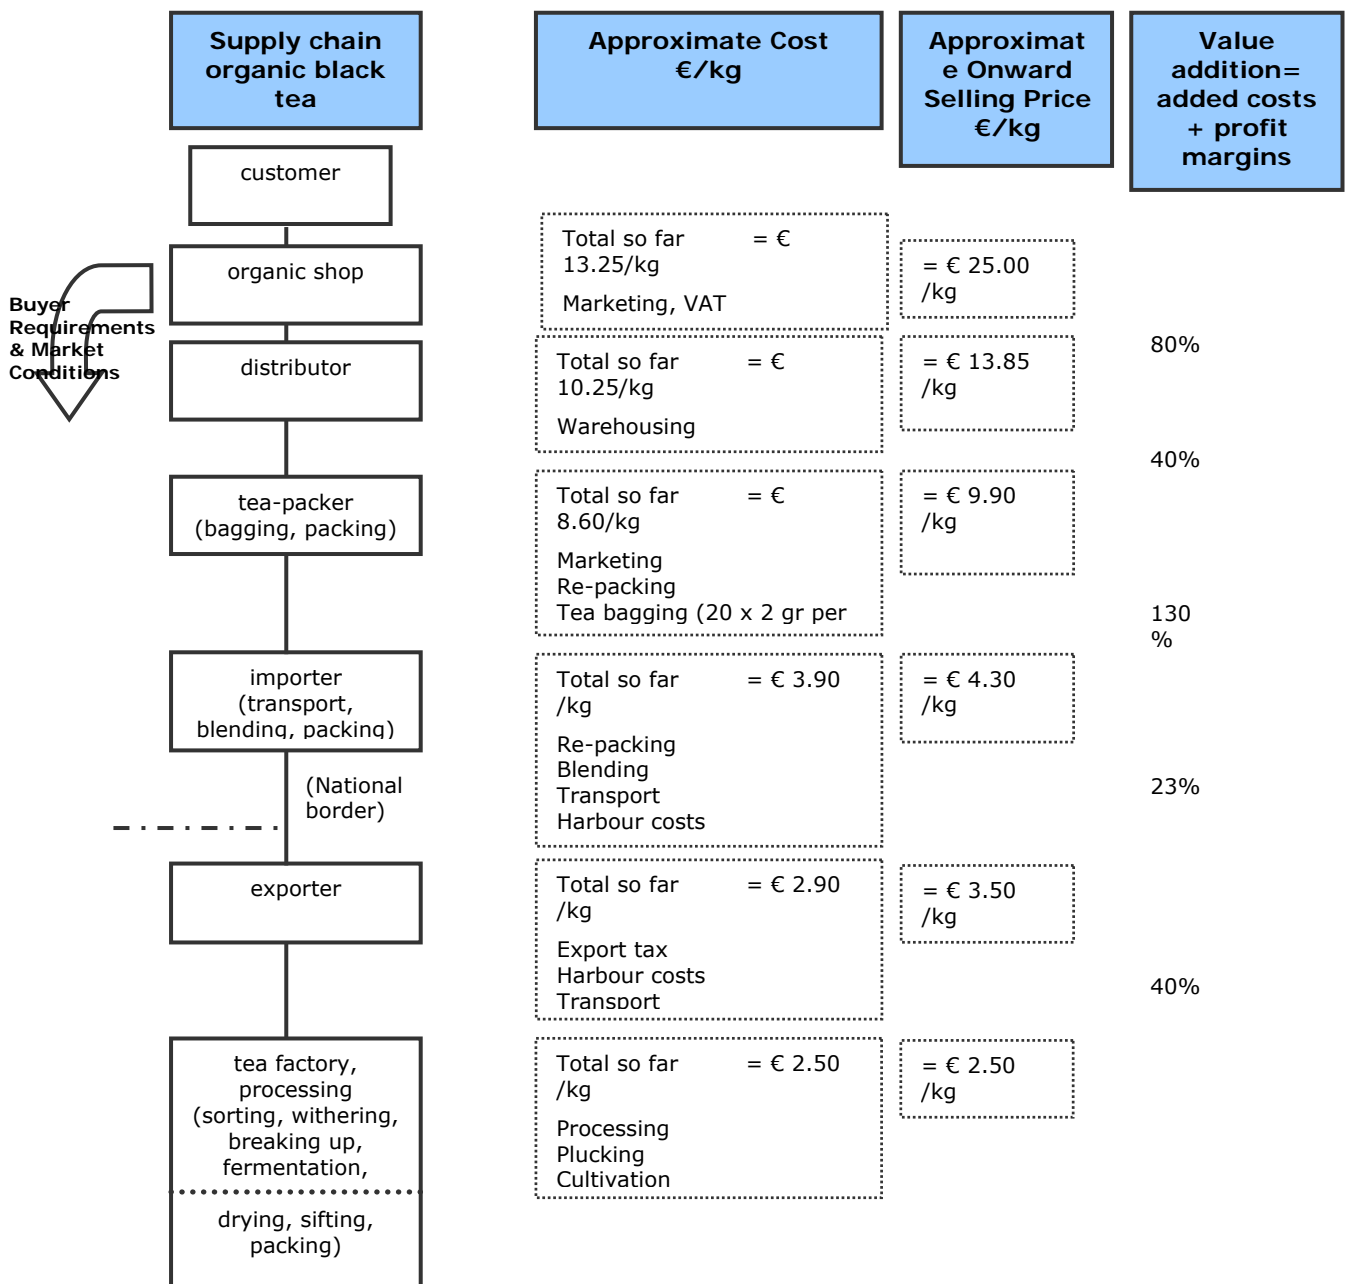 Supply chain
organic black
tea
Approximate Cost
€/kg
Approximat
e Onward
Selling Price
€/kg
Value
addition=
added costs
+ profit
margins
customer
organic shop
Total so far = €
13.25/kg
Marketing, VAT
= € 25.00
/kg
Buyer
Requirements
& Market
Conditions
80%
distributor
Total so far = €
10.25/kg
Warehousing
= € 13.85
/kg
40%
tea-packer
(bagging, packing)
Total so far = €
8.60/kg
Marketing
Re-packing
Tea bagging (20 x 2 gr per
= € 9.90
/kg
130
%
importer
(transport,
blending, packing)
Total so far = € 3.90
/kg
Re-packing
Blending
Transport
Harbour costs
= € 4.30
/kg
(National
border)
23%
exporter
Total so far = € 2.90
/kg
Export tax
Harbour costs
Transport
= € 3.50
/kg
40%
tea factory,
processing
(sorting, withering,
breaking up,
fermentation,
drying, sifting,
packing)
Total so far = € 2.50
/kg
Processing
Plucking
Cultivation
= € 2.50
/kg